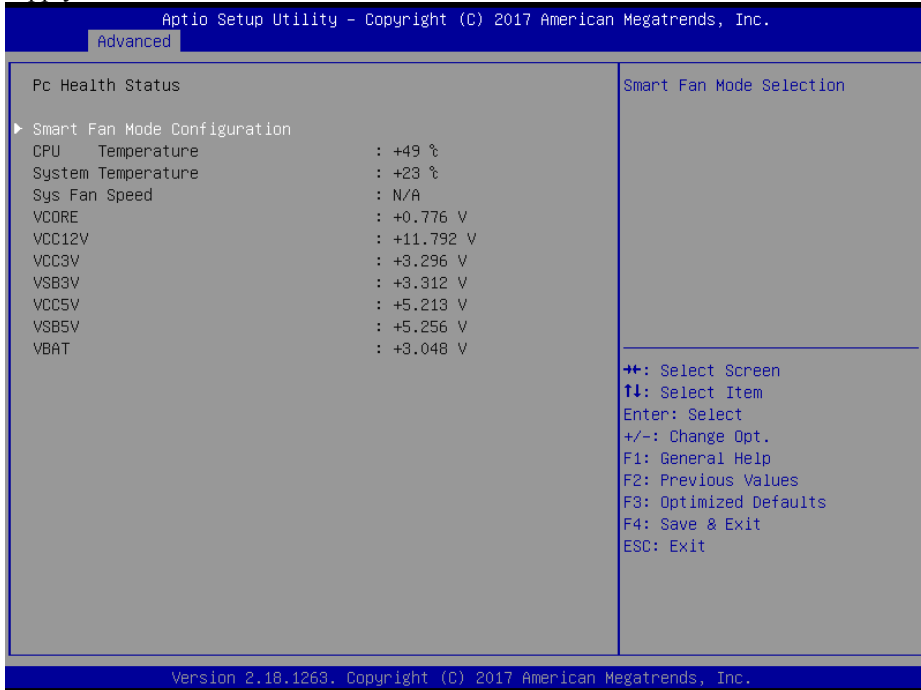 Aptio Setup Utility – Copyright (C) 2017 American Megatrends, Inc.
Advanced
Pc Health Status
Smart Fan Mode Configuration
CPU Temperature : +49 ℃
System Temperature : +23 ℃
Sys Fan Speed : N/A
VCORE : +0.776 V
VCC12V : +11.792 V
VCC3V : +3.296 V
VSB3V : +3.312 V
VCC5V : +5.213 V
VSB5V : +5.256 V
VBAT : +3.048 V
Smart Fan Mode Selection
→←: Select Screen
↑↓: Select Item
Enter: Select
+/-: Change Opt.
F1: General Help
F2: Previous Values
F3: Optimized Defaults
F4: Save & Exit
ESC: Exit
Version 2.18.1263. Copyright (C) 2017 American Megatrends, Inc.